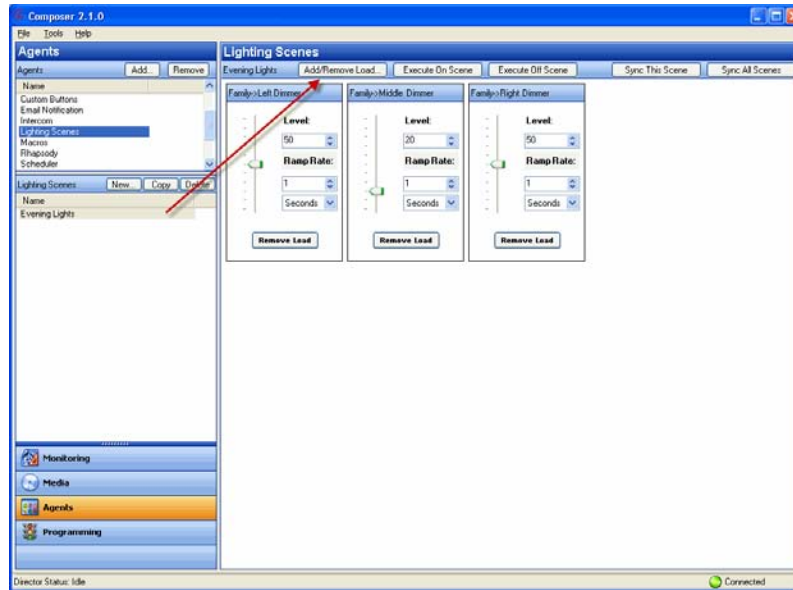 Composer 2.1.0
File Tools Help
Agents
Agents Add... Remove
Name
Custom Buttons
Email Notification
Intercom
Lighting Scenes
Macros
Rhapsody
Scheduler
Lighting Scenes New... Copy Delete
Name
Evening Lights
Monitoring
Media
Agents
Programming
Lighting Scenes
Evening Lights Add/Remove Load... Execute On Scene Execute Off Scene Sync This Scene Sync All Scenes
Family->Left Dimmer
Level:
50
Ramp Rate:
1
Seconds
Remove Load
Family->Middle Dimmer
Level:
20
Ramp Rate:
1
Seconds
Remove Load
Family->Right Dimmer
Level:
50
Ramp Rate:
1
Seconds
Remove Load
Director Status: Idle
Connected